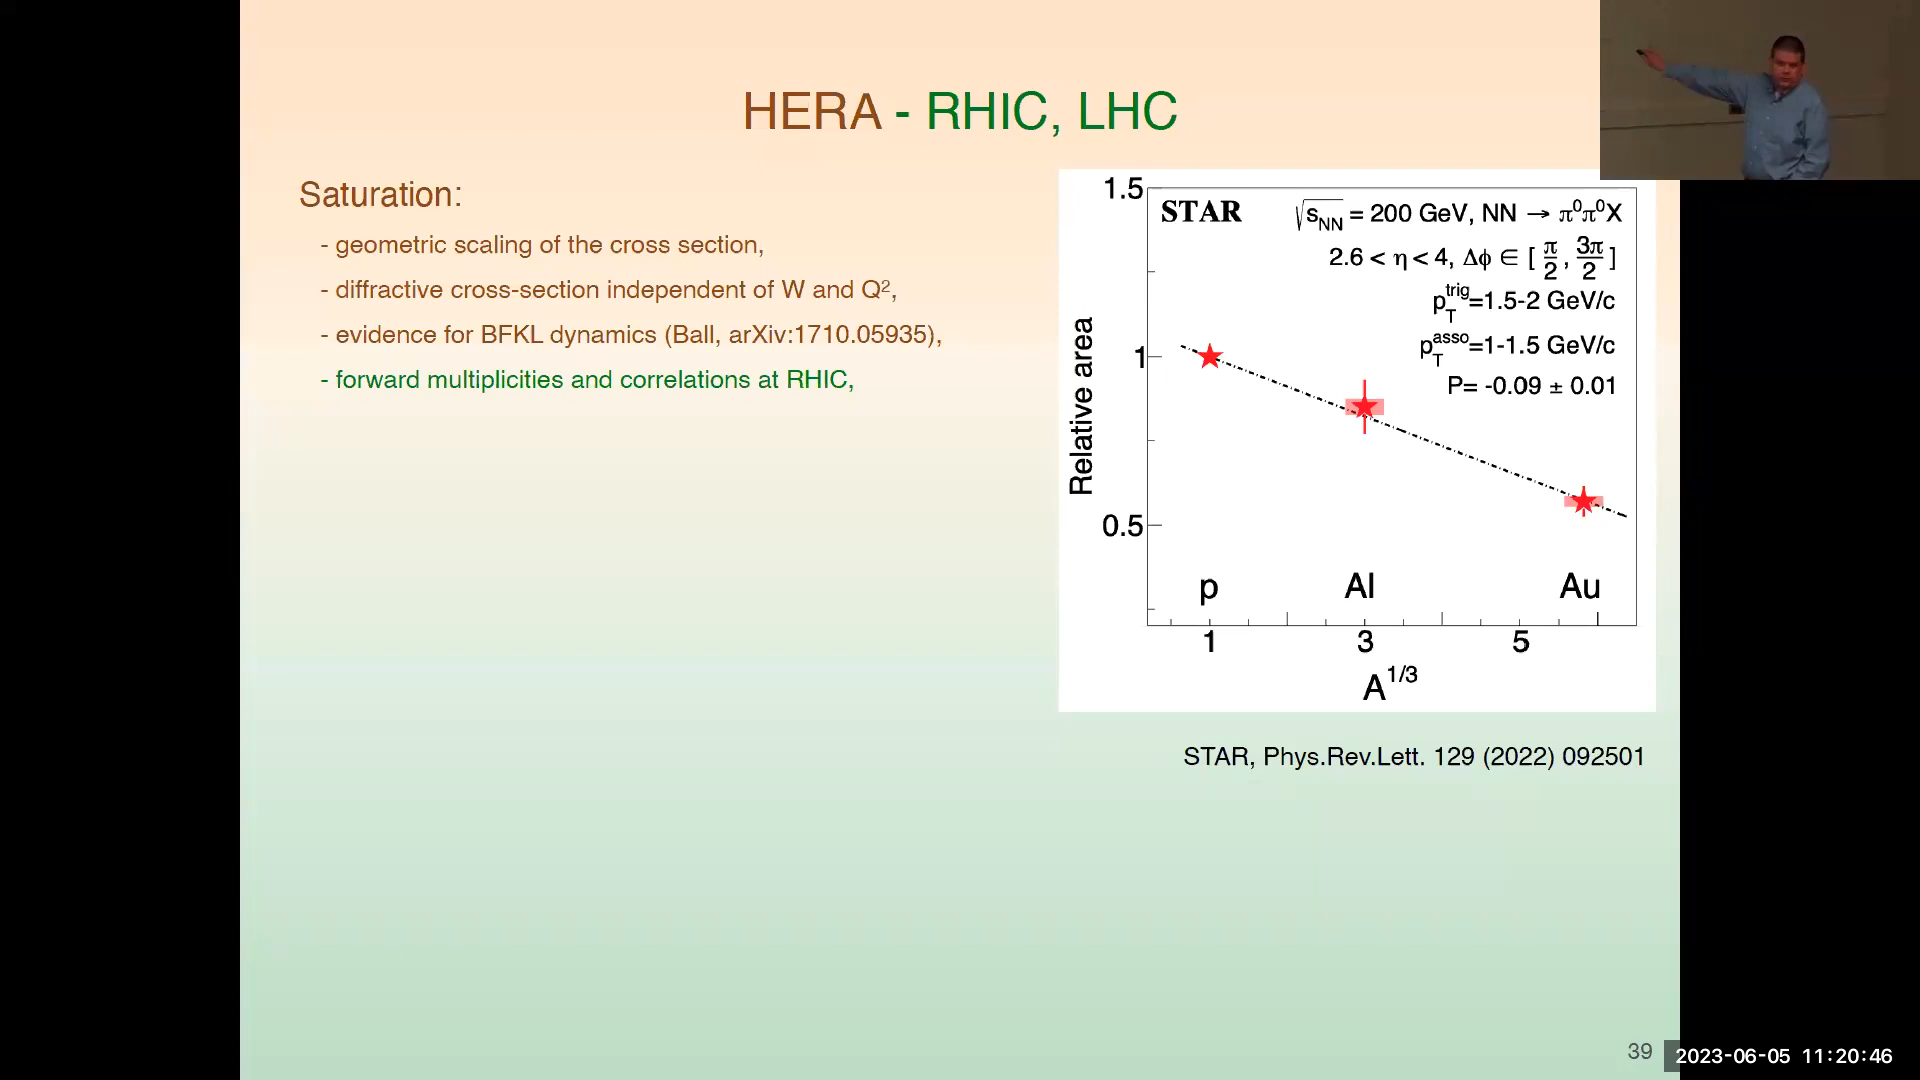 HERA - RHIC, LHC
Saturation:
- geometric scaling of the cross section,
- diffractive cross-section independent of W and Q²,
- evidence for BFKL dynamics (Ball, arXiv:1710.05935),
- forward multiplicities and correlations at RHIC,
STAR
√sNN = 200 GeV, NN → π⁰π⁰X
2.6 < η < 4, Δϕ ∈ [π/2, 3π/2]
pT^trig=1.5-2 GeV/c
pT^asso=1-1.5 GeV/c
P= -0.09 ± 0.01
Relative area
1.5
1
0.5
p Al Au
1 3 5
A^1/3
STAR, Phys.Rev.Lett. 129 (2022) 092501
39
2023-06-05 11:20:46